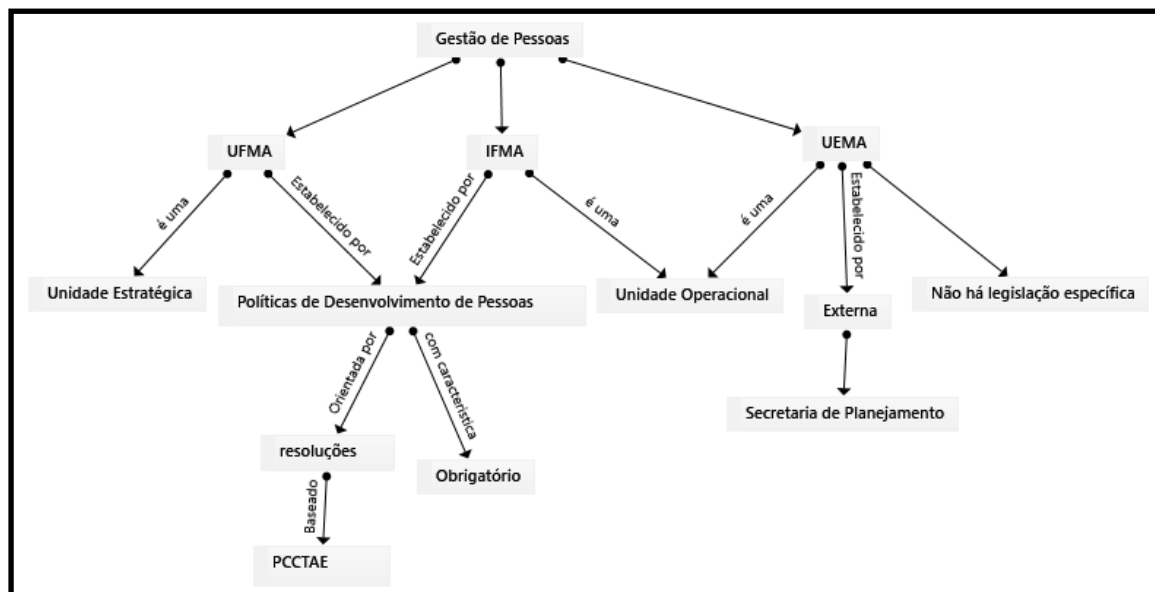 Gestão de Pessoas
UFMA
IFMA
UEMA
é uma
Estabelecido por
Estabelecido por
é uma
é uma
Estabelecido por
Unidade Estratégica
Políticas de Desenvolvimento de Pessoas
Unidade Operacional
Externa
Não há legislação específica
Orientada por
com caracteristica
Secretaria de Planejamento
resoluções
Obrigatório
Baseado
PCCTAE